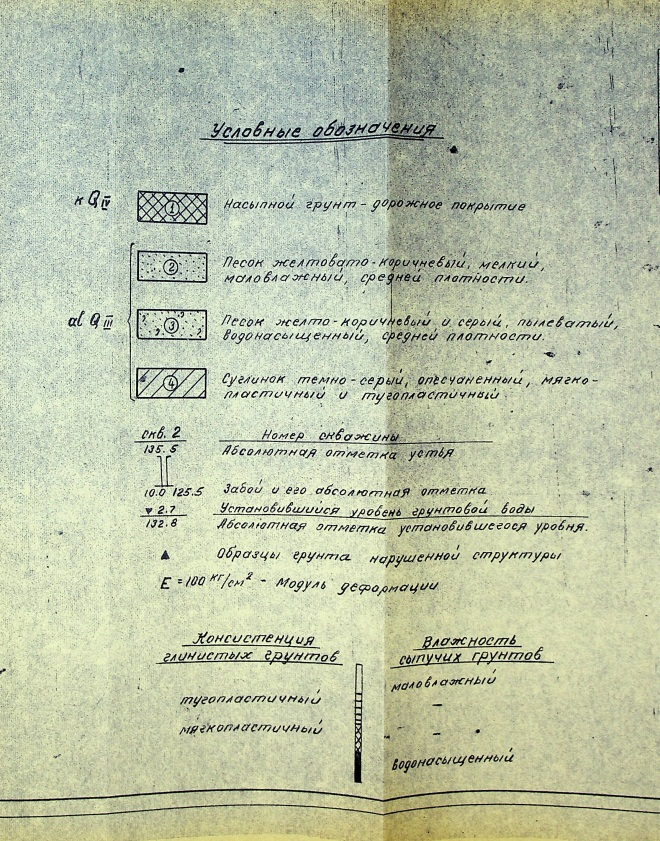 Условные обозначения
к Q IV 1 Насыпной грунт - дорожное покрытие
2 Песок желтовато-коричневый, мелкий,
маловлажный, средней плотности.
al Q III 3 Песок желто-коричневый и серый, пылеватый,
водонасыщенный, средней плотности.
4 Суглинок темно-серый, опесчаненный, мягко-
пластичный и тугопластичный
скв. 2 Номер скважины
135.5 Абсолютная отметка устья
10.0 125.5 Забой и его абсолютная отметка
▼ 2.7 Установившийся уровень грунтовой воды
132.8 Абсолютная отметка установившегося уровня.
▲ Образцы грунта нарушенной структуры
E = 100 кг/см² - Модуль деформации
Консистенция
глинистых грунтов
тугопластичный
мягкопластичный
Влажность
сыпучих грунтов
маловлажный
–
–
водонасыщенный